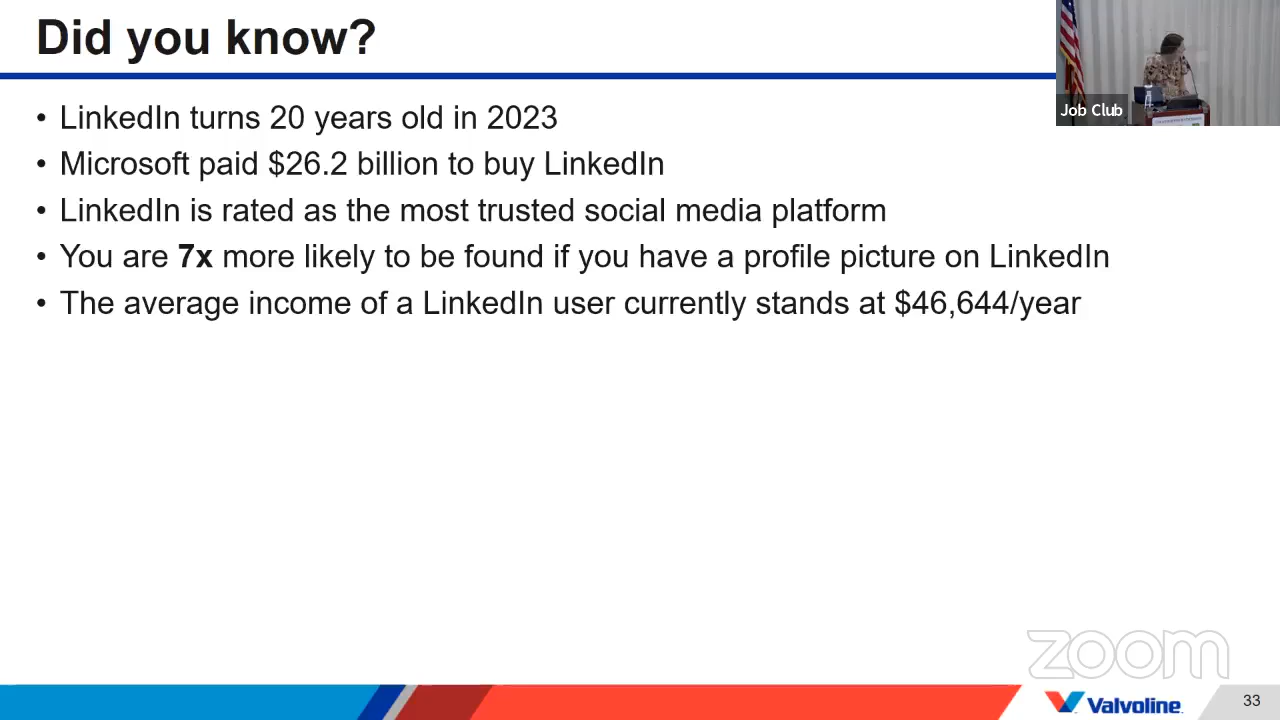 Did you know?
Job Club
• LinkedIn turns 20 years old in 2023
• Microsoft paid $26.2 billion to buy LinkedIn
• LinkedIn is rated as the most trusted social media platform
• You are 7x more likely to be found if you have a profile picture on LinkedIn
• The average income of a LinkedIn user currently stands at $46,644/year
zoom
Valvoline
33